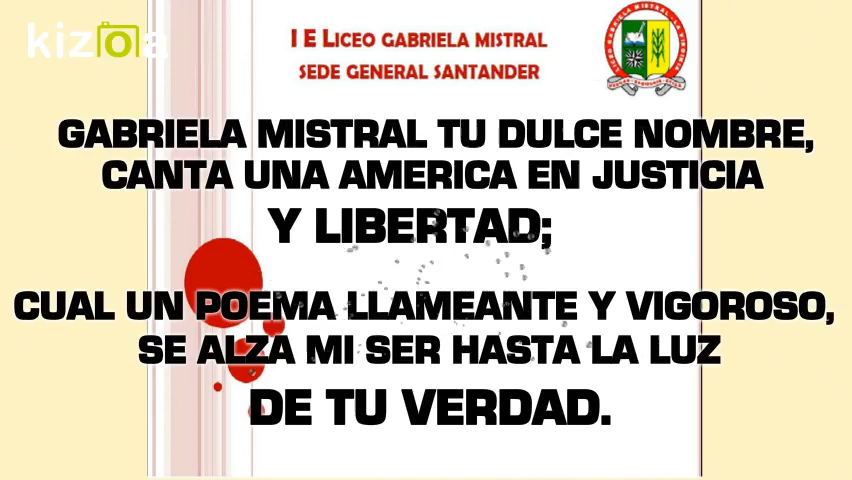 kizoa
I E LICEO GABRIELA MISTRAL
SEDE GENERAL SANTANDER
GABRIELA MISTRAL TU DULCE NOMBRE,
CANTA UNA AMERICA EN JUSTICIA
Y LIBERTAD;
CUAL UN POEMA LLAMEANTE Y VIGOROSO,
SE ALZA MI SER HASTA LA LUZ
DE TU VERDAD.